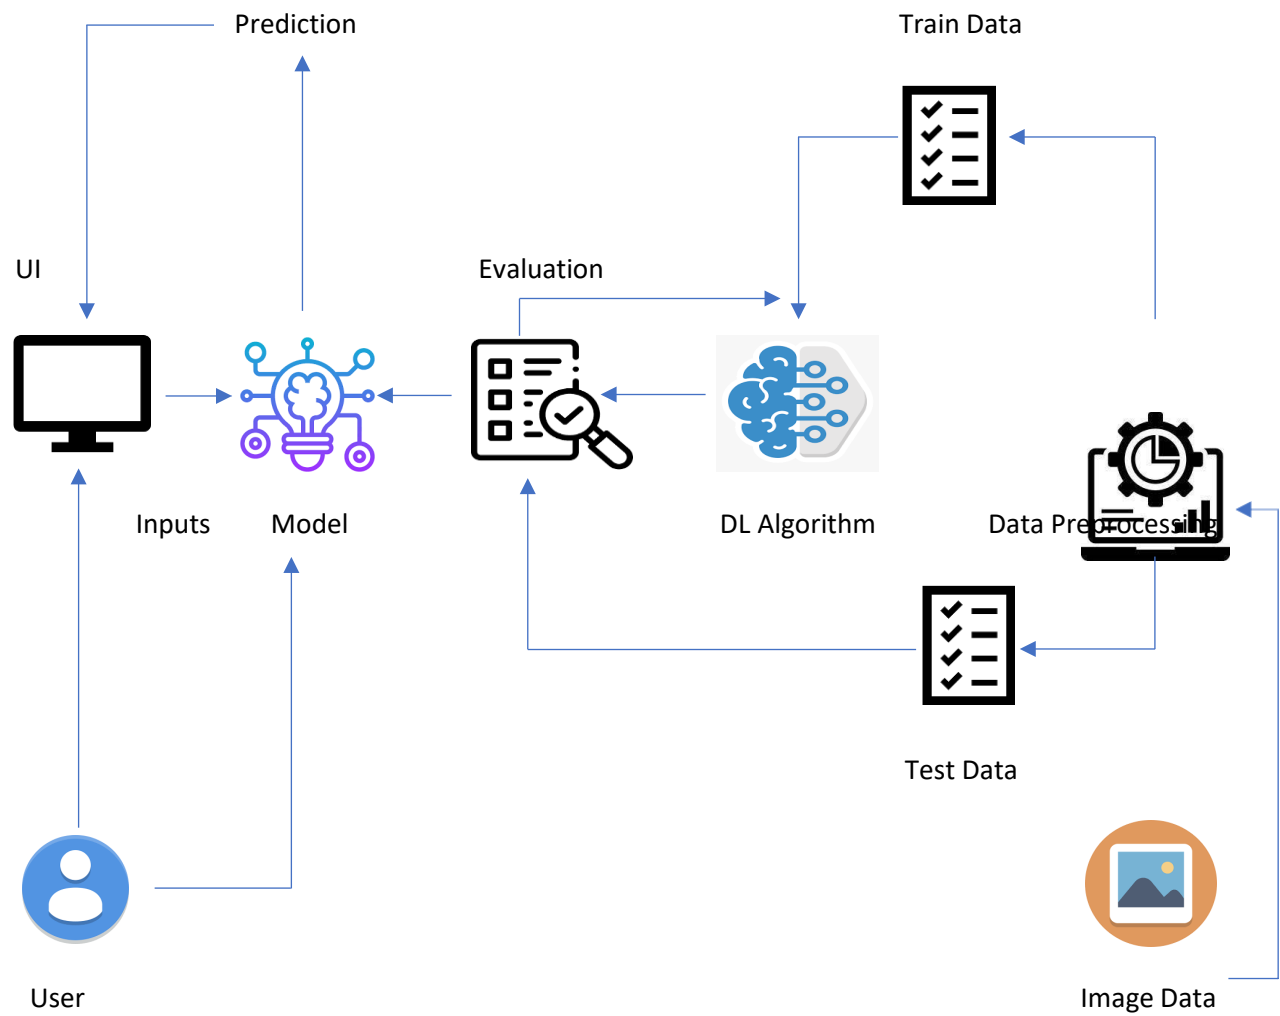 Prediction
Train Data
UI
Evaluation
Inputs
Model
DL Algorithm
Data Preprocessing
Test Data
User
Image Data